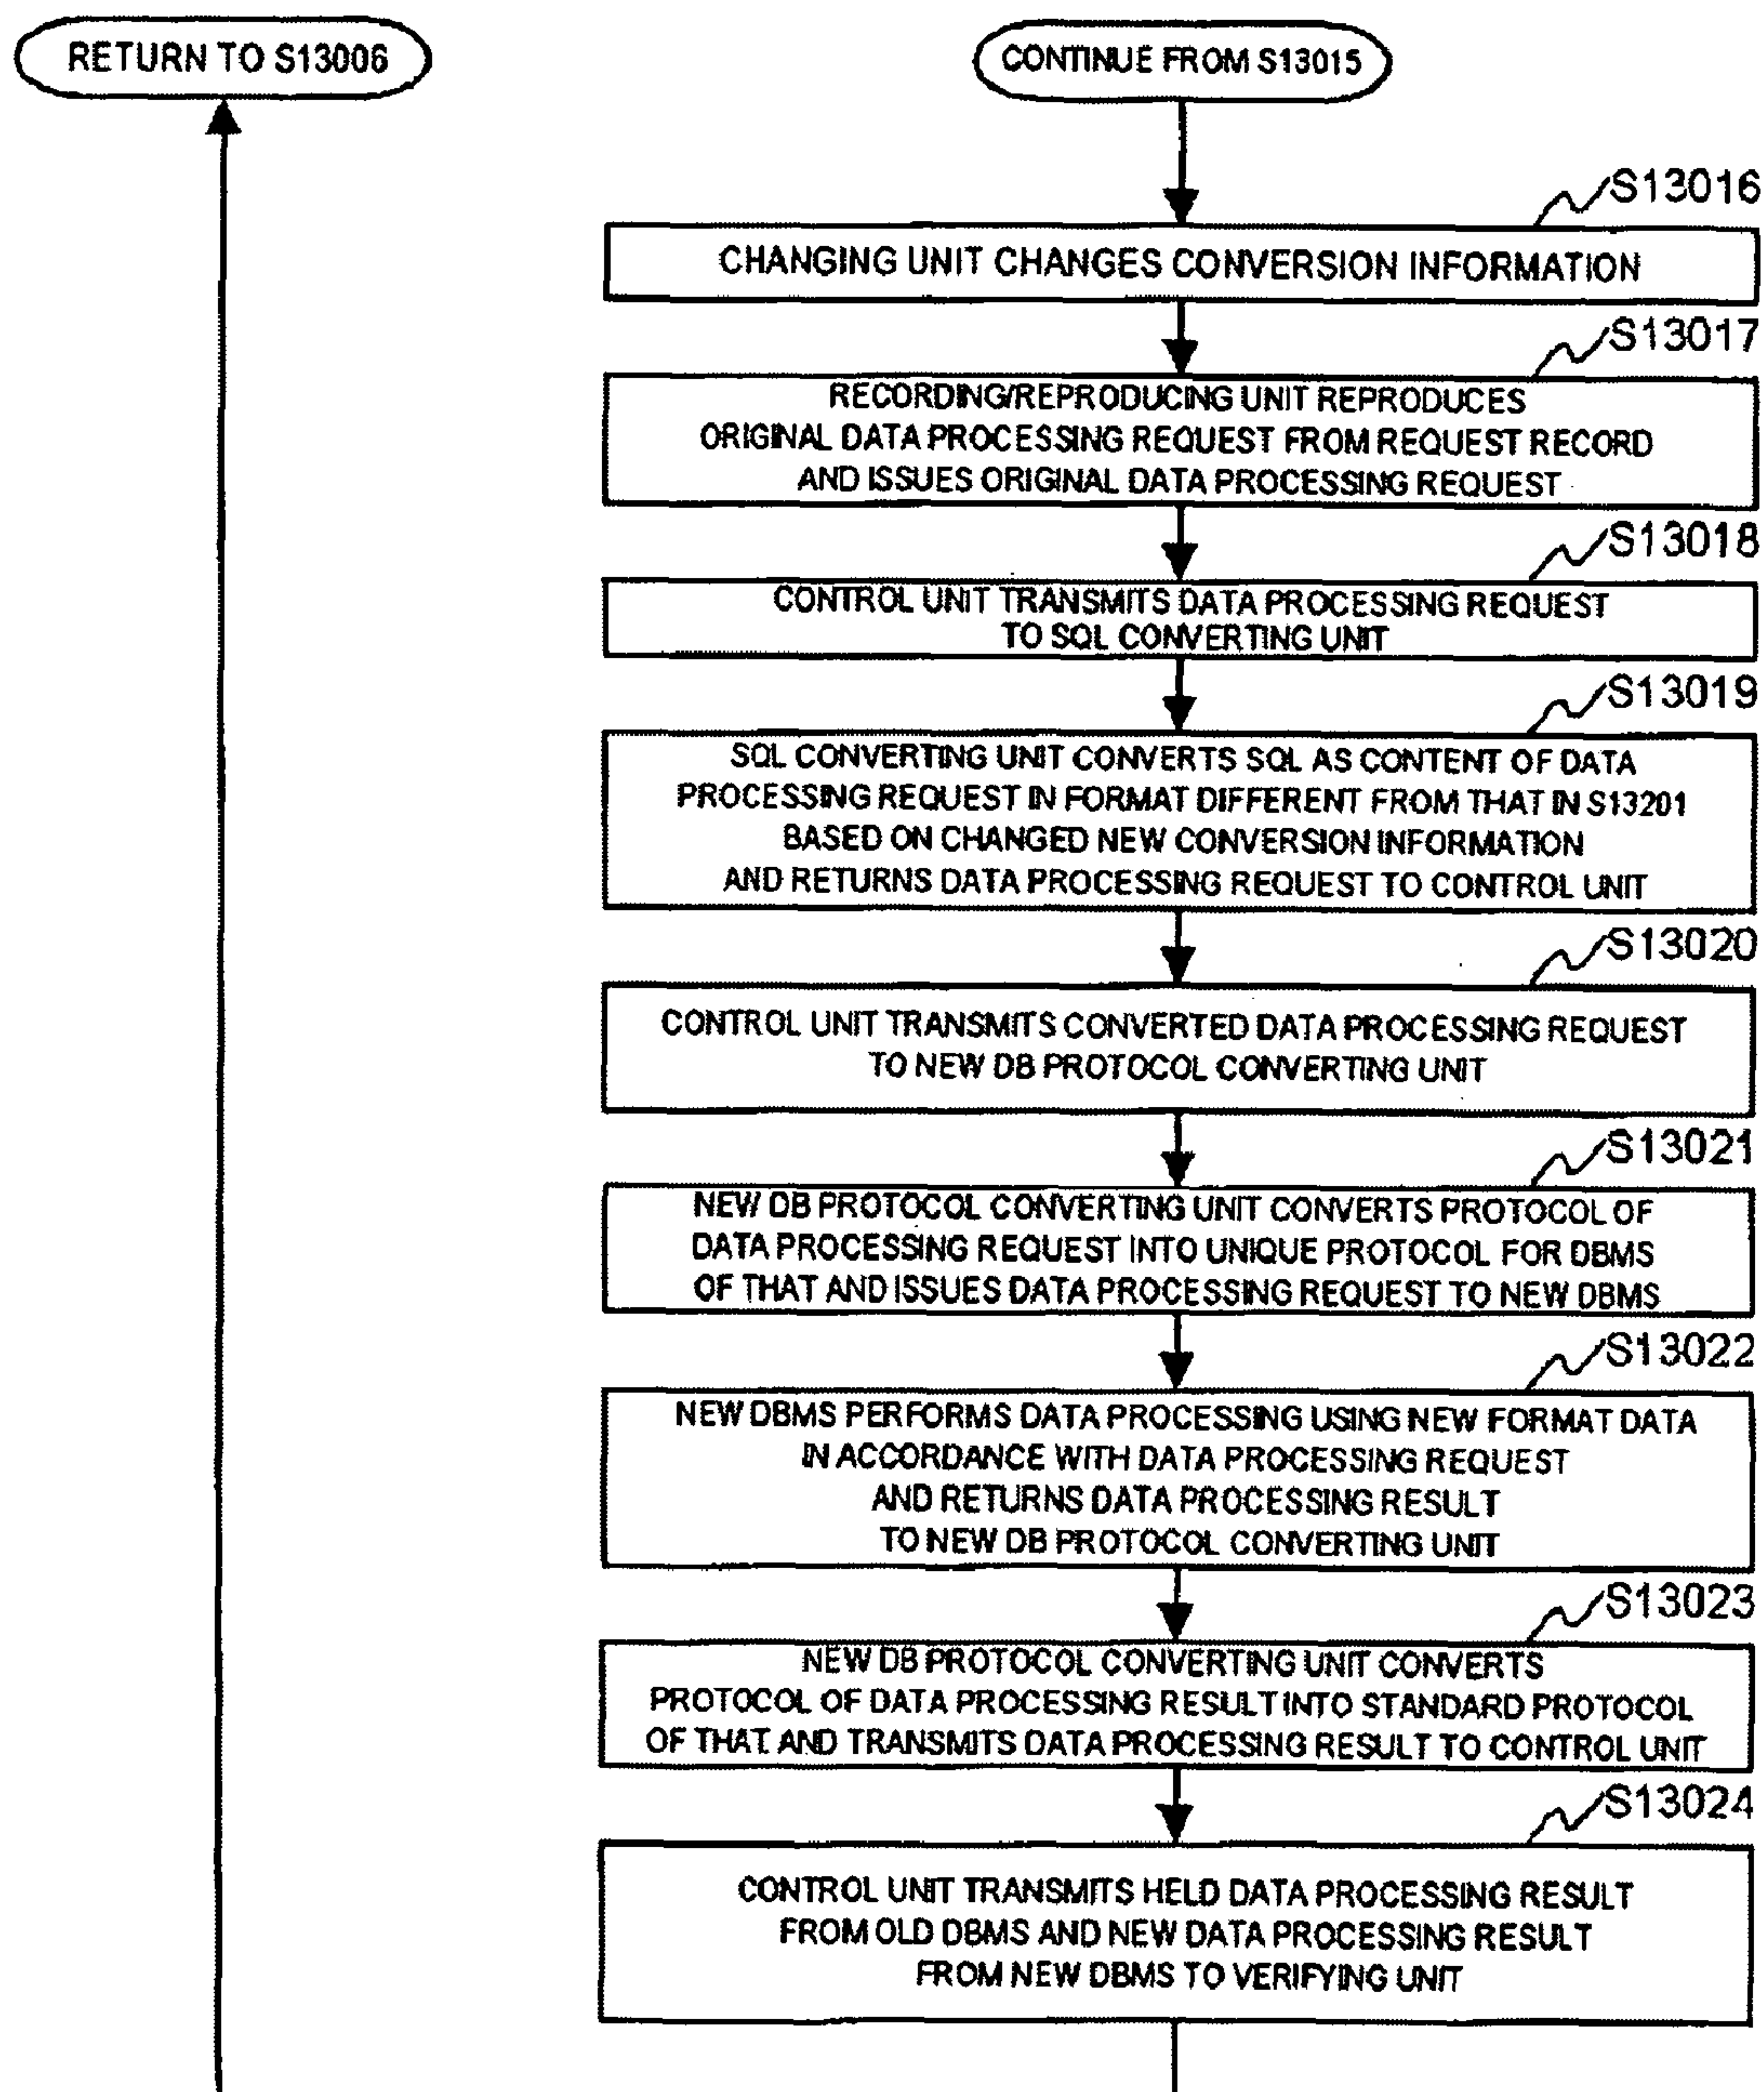 RETURN TO S13006
CONTINUE FROM S13015
S13016
CHANGING UNIT CHANGES CONVERSION INFORMATION
S13017
RECORDING/REPRODUCING UNIT REPRODUCES
ORIGINAL DATA PROCESSING REQUEST FROM REQUEST RECORD
AND ISSUES ORIGINAL DATA PROCESSING REQUEST
S13018
CONTROL UNIT TRANSMITS DATA PROCESSING REQUEST
TO SQL CONVERTING UNIT
S13019
SQL CONVERTING UNIT CONVERTS SQL AS CONTENT OF DATA
PROCESSING REQUEST IN FORMAT DIFFERENT FROM THAT IN S13201
BASED ON CHANGED NEW CONVERSION INFORMATION
AND RETURNS DATA PROCESSING REQUEST TO CONTROL UNIT
S13020
CONTROL UNIT TRANSMITS CONVERTED DATA PROCESSING REQUEST
TO NEW DB PROTOCOL CONVERTING UNIT
S13021
NEW DB PROTOCOL CONVERTING UNIT CONVERTS PROTOCOL OF
DATA PROCESSING REQUEST INTO UNIQUE PROTOCOL FOR DBMS
OF THAT AND ISSUES DATA PROCESSING REQUEST TO NEW DBMS
S13022
NEW DBMS PERFORMS DATA PROCESSING USING NEW FORMAT DATA
IN ACCORDANCE WITH DATA PROCESSING REQUEST
AND RETURNS DATA PROCESSING RESULT
TO NEW DB PROTOCOL CONVERTING UNIT
S13023
NEW DB PROTOCOL CONVERTING UNIT CONVERTS
PROTOCOL OF DATA PROCESSING RESULT INTO STANDARD PROTOCOL
OF THAT AND TRANSMITS DATA PROCESSING RESULT TO CONTROL UNIT
S13024
CONTROL UNIT TRANSMITS HELD DATA PROCESSING RESULT
FROM OLD DBMS AND NEW DATA PROCESSING RESULT
FROM NEW DBMS TO VERIFYING UNIT